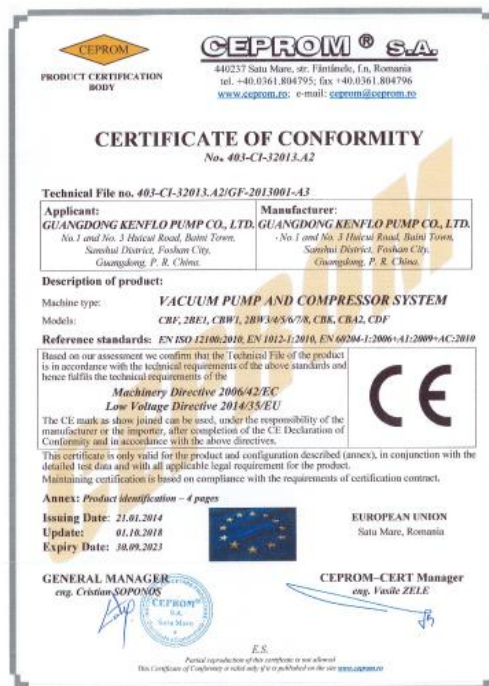 CEPROM
PRODUCT CERTIFICATION
BODY
CEPROM ® S.A.
440237 Satu Mare, str. Fântânele, f.n, Romania
tel. +40.0361.804795; fax +40.0361.804796
www.ceprom.ro; e-mail: ceprom@ceprom.ro
CERTIFICATE OF CONFORMITY
No. 403-CI-32013.A2
Technical File no. 403-CI-32013.A2/GF-2013001-A3
Applicant:
GUANGDONG KENFLO PUMP CO., LTD.
No.1 and No. 3 Huicui Road, Baini Town,
Sanshui District, Foshan City,
Guangdong, P. R. China.
Manufacturer:
GUANGDONG KENFLO PUMP CO., LTD.
No.1 and No. 3 Huicui Road, Baini Town,
Sanshui District, Foshan City,
Guangdong, P. R. China.
Description of product:
Machine type: VACUUM PUMP AND COMPRESSOR SYSTEM
Models: CBF, 2BE1, CBW1, 2BW3/4/5/6/7/8, CBK, CBA2, CDF
Reference standards: EN ISO 12100:2010, EN 1012-1:2010, EN 60204-1:2006+A1:2009+AC:2010
Based on our assessment we confirm that the Technical File of the product
is in accordance with the technical requirements of the above standards and
hence fulfils the technical requirements of the
Machinery Directive 2006/42/EC
Low Voltage Directive 2014/35/EU
The CE mark as show joined can be used, under the responsibility of the
manufacturer or the importer, after completion of the CE Declaration of
Conformity and in accordance with the above directives.
CE
This certificate is only valid for the product and configuration described (annex), in conjunction with the
detailed test data and with all applicable legal requirement for the product.
Maintaining certification is based on compliance with the requirements of certification contract.
Annex: Product identification – 4 pages
Issuing Date: 21.01.2014
Update: 01.10.2018
Expiry Date: 30.09.2023
EUROPEAN UNION
Satu Mare, Romania
GENERAL MANAGER
eng. Cristian SOPONOȘ
CEPROM
S.A.
Satu Mare
CEPROM–CERT Manager
eng. Vasile ZELE
E.S.
Partial reproduction of this certificate is not allowed
This Certificate of Conformity is valid only if it is published on the site www.ceprom.ro
CEPROM